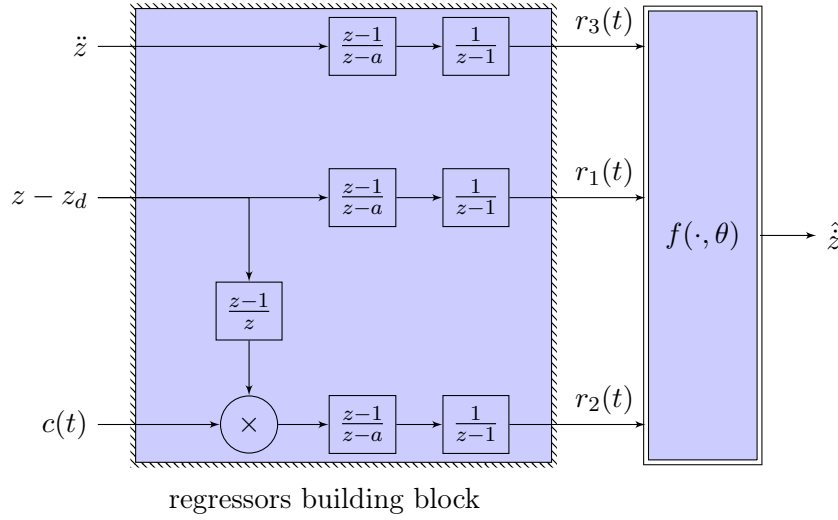 z̈ (z−1)/(z−a) 1/(z−1) r₃(t)
z − z_d (z−1)/(z−a) 1/(z−1) r₁(t)
f(·, θ) ẑ̇
(z−1)/z
c(t) × (z−1)/(z−a) 1/(z−1) r₂(t)
regressors building block